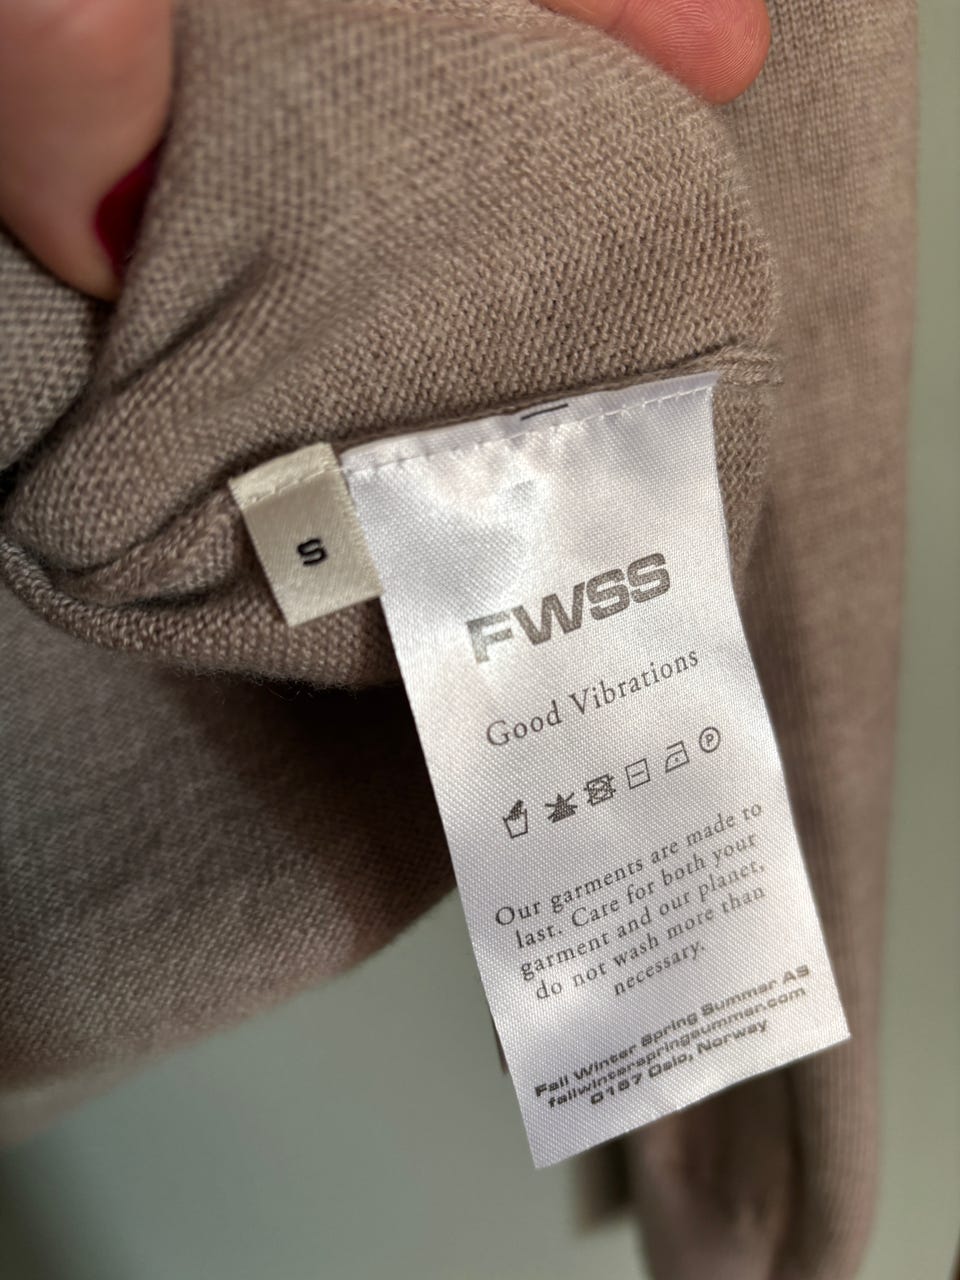 S
FWSS
Good Vibrations
P
Our garments are made to
last. Care for both your
garment and our planet,
do not wash more than
necessary.
Fall Winter Spring Summer AS
fallwinterspringsummer.com
0167 Oslo, Norway